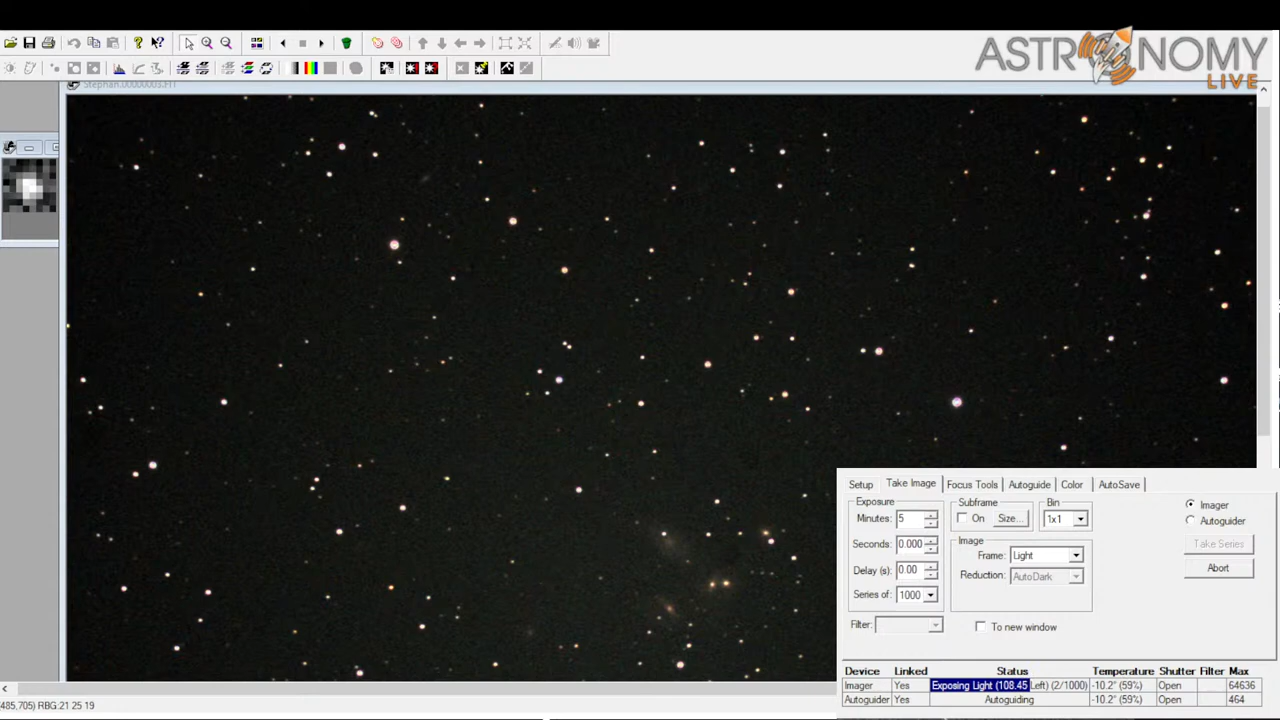 ASTRONOMY
LIVE
Stephan.00000003.FIT
Setup Take Image Focus Tools Autoguide Color AutoSave
Exposure Subframe Bin
Minutes: 5 On Size... 1x1
Imager
Autoguider
Seconds: 0.000 Image
Frame: Light
Take Series
Delay (s): 0.00 Reduction: AutoDark
Abort
Series of: 1000
Filter: To new window
Device Linked Status Temperature Shutter Filter Max
Imager Yes Exposing Light (108.45 Left) (2/1000) -10.2° (59%) Open 64636
Autoguider Yes Autoguiding -10.2° (59%) Open 464
485,705) RBG:21 25 19